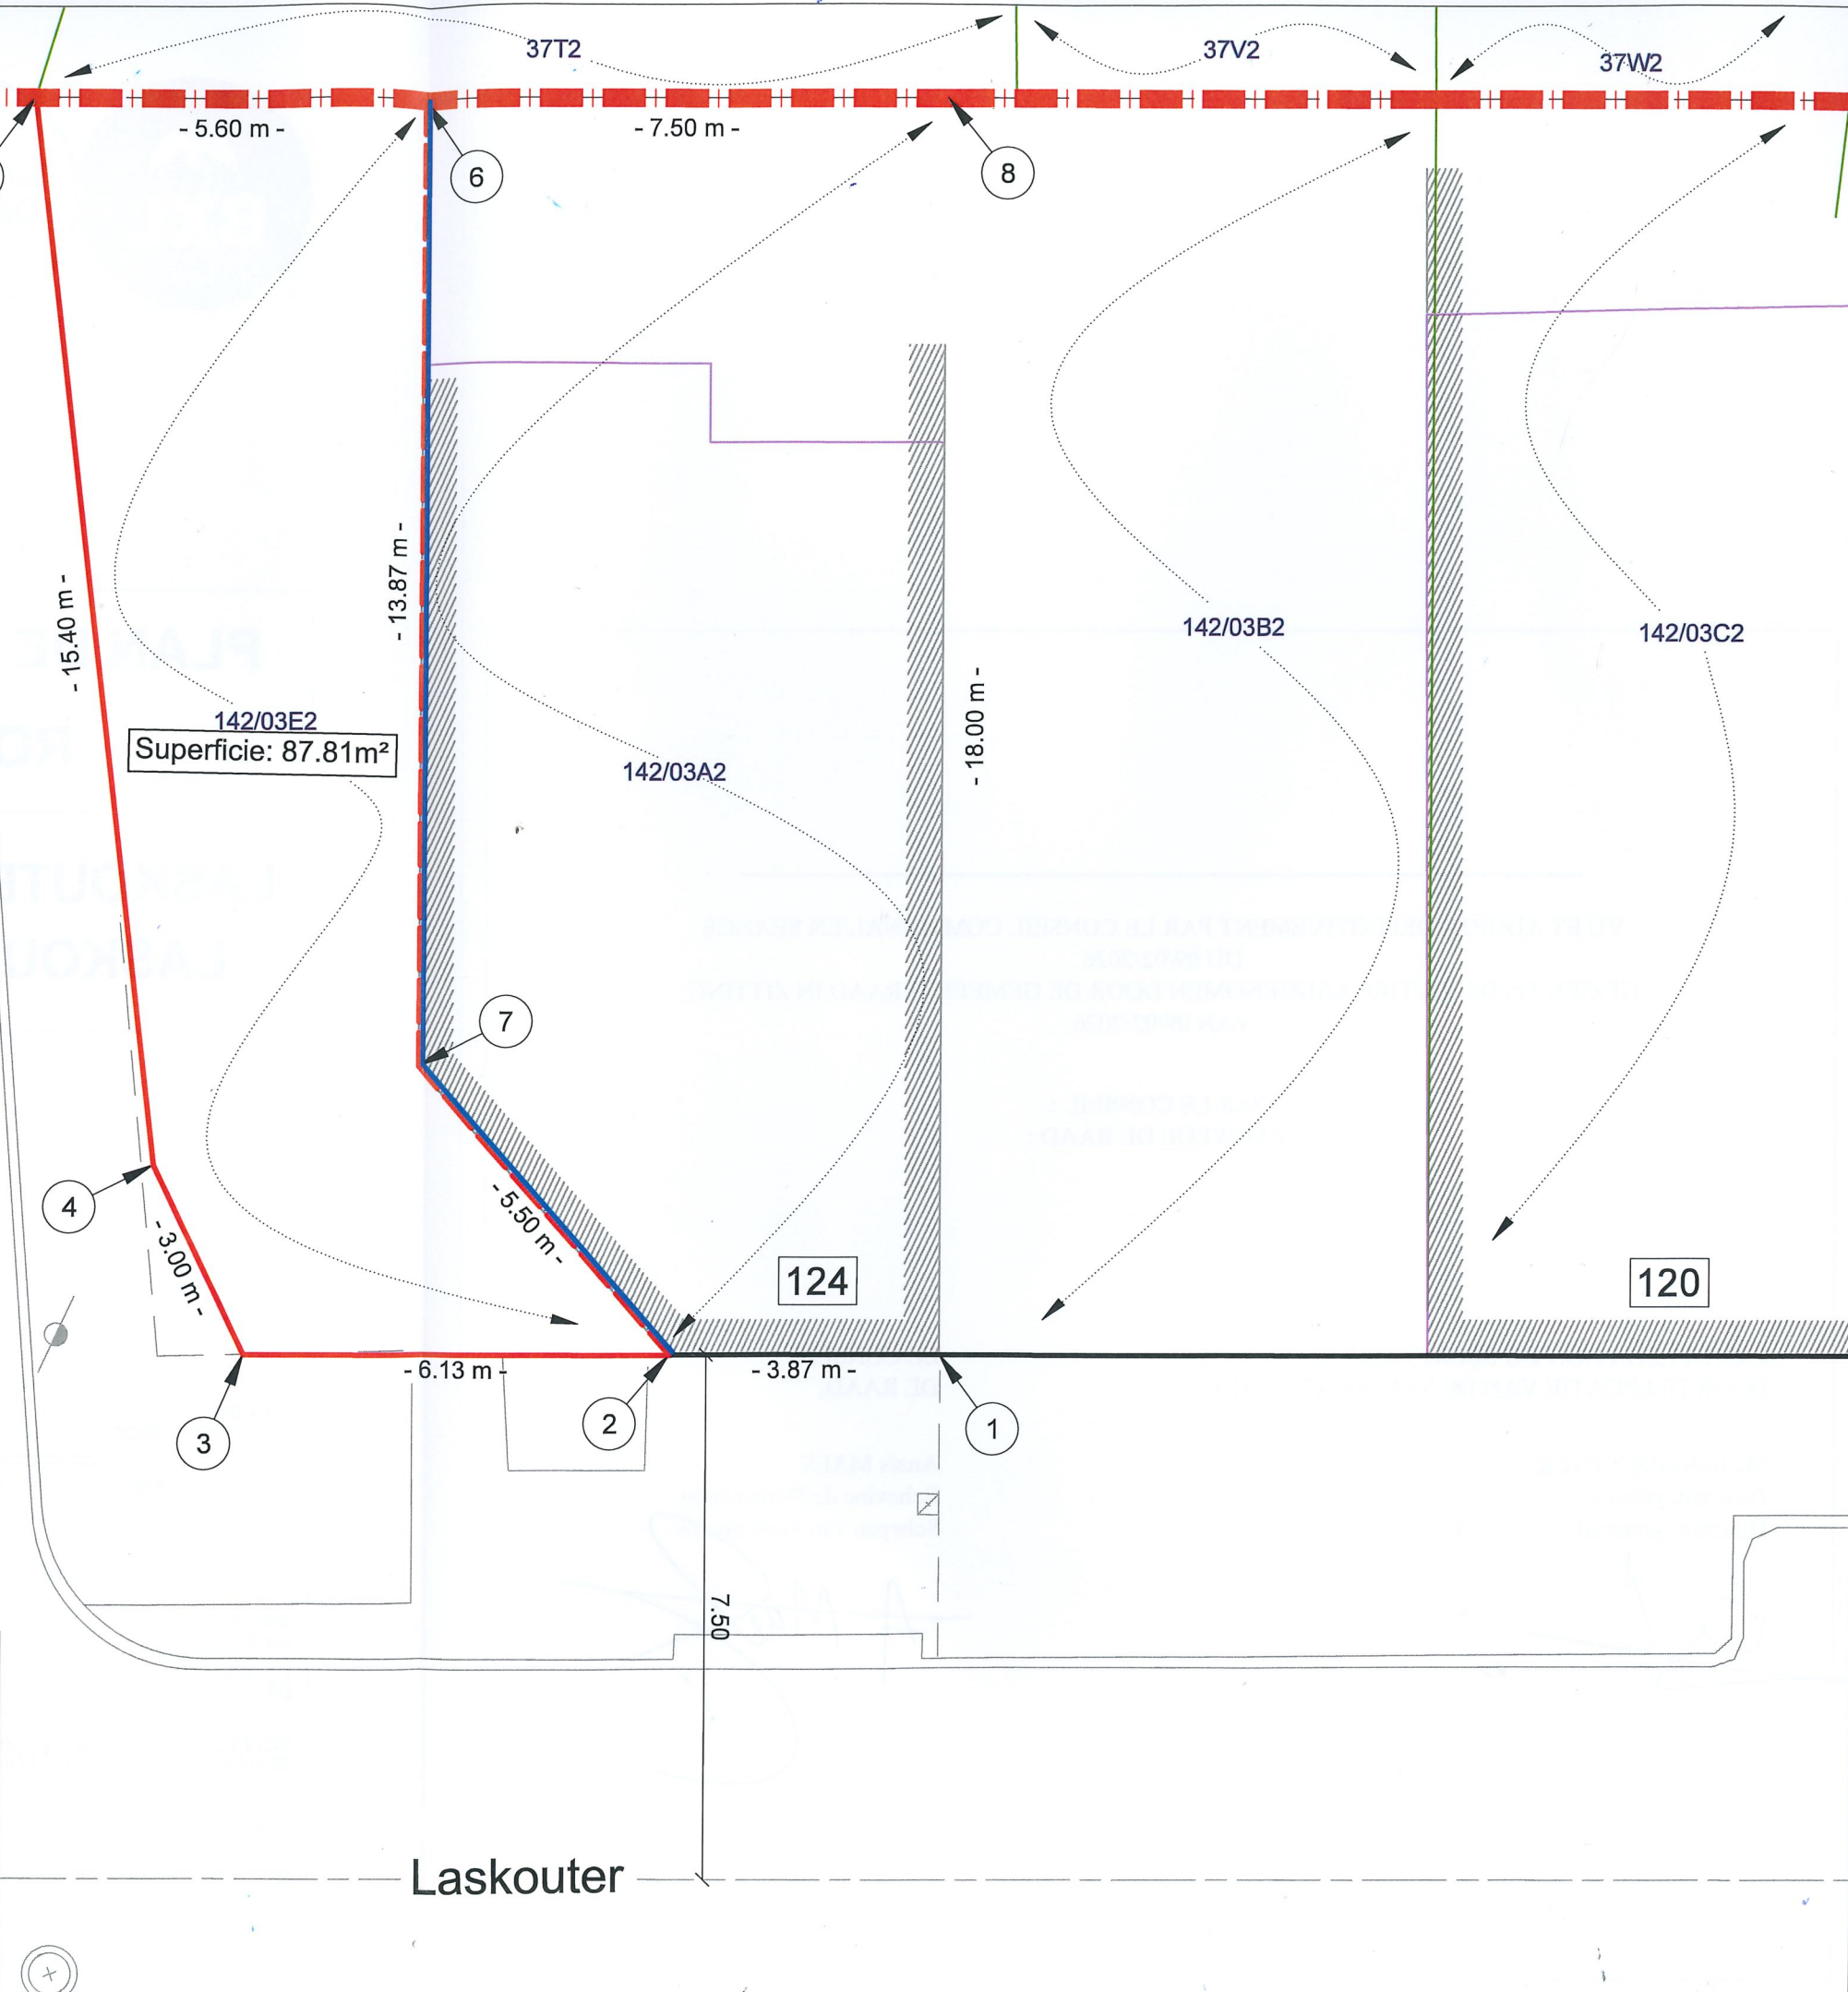 37T2
37V2
37W2
- 5.60 m -
- 7.50 m -
6
8
- 15.40 m -
- 13.87 m -
- 18.00 m -
142/03B2
142/03C2
142/03E2
Superficie: 87.81m²
142/03A2
7
4
- 3.00 m -
- 5.50 m -
124
120
- 6.13 m -
- 3.87 m -
3
2
1
7.50
Laskouter